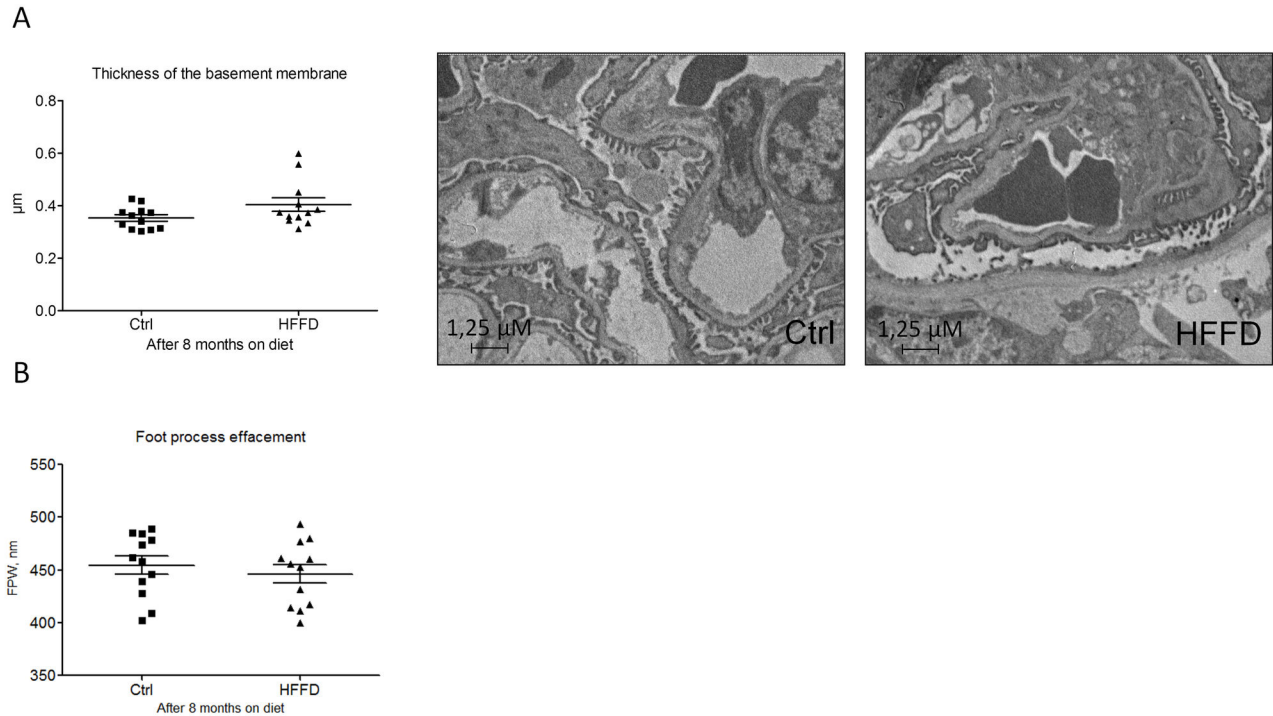 A
Thickness of the basement membrane
0.8
0.6
µm
0.4
0.2
0.0
Ctrl
HFFD
After 8 months on diet
1,25 µM
Ctrl
1,25 µM
HFFD
B
Foot process effacement
550
500
FPW, nm
450
400
350
Ctrl
HFFD
After 8 months on diet